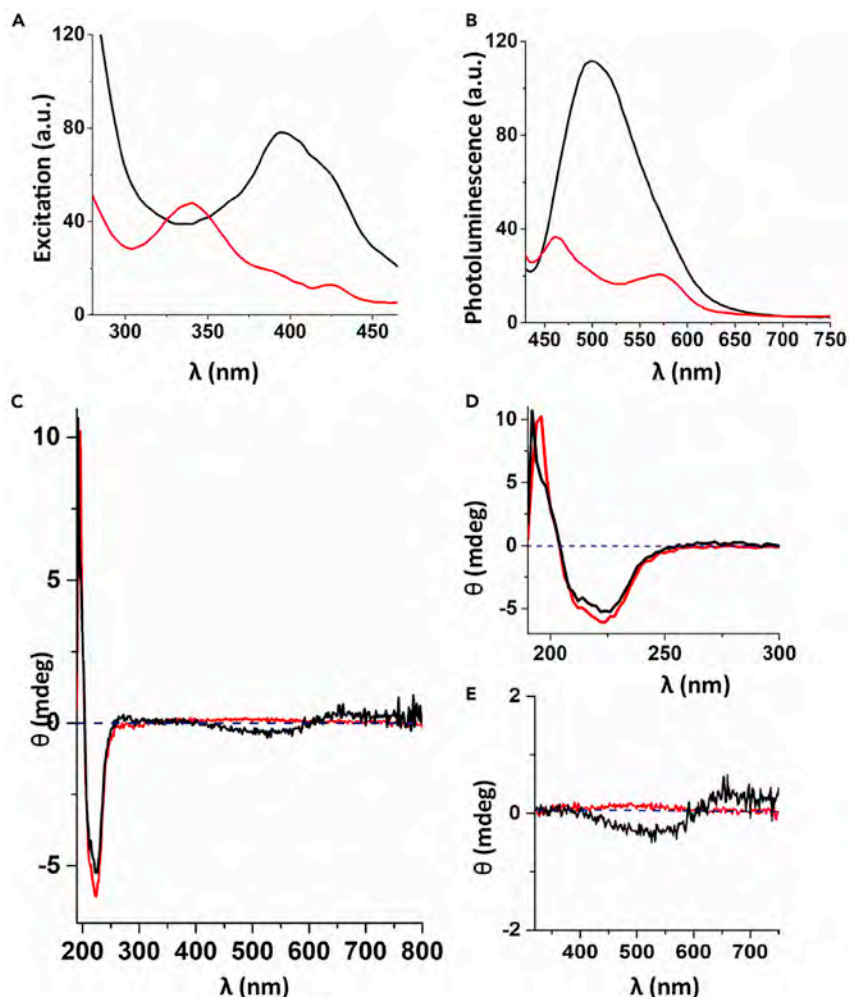 A
120
80
40
0
Excitation (a.u.)
300 350 400 450
λ (nm)
B
120
80
40
0
Photoluminescence (a.u.)
450 500 550 600 650 700 750
λ (nm)
C
10
5
0
-5
θ (mdeg)
200 300 400 500 600 700 800
λ (nm)
D
10
5
0
-5
θ (mdeg)
200 250 300
λ (nm)
E
2
0
-2
θ (mdeg)
400 500 600 700
λ (nm)